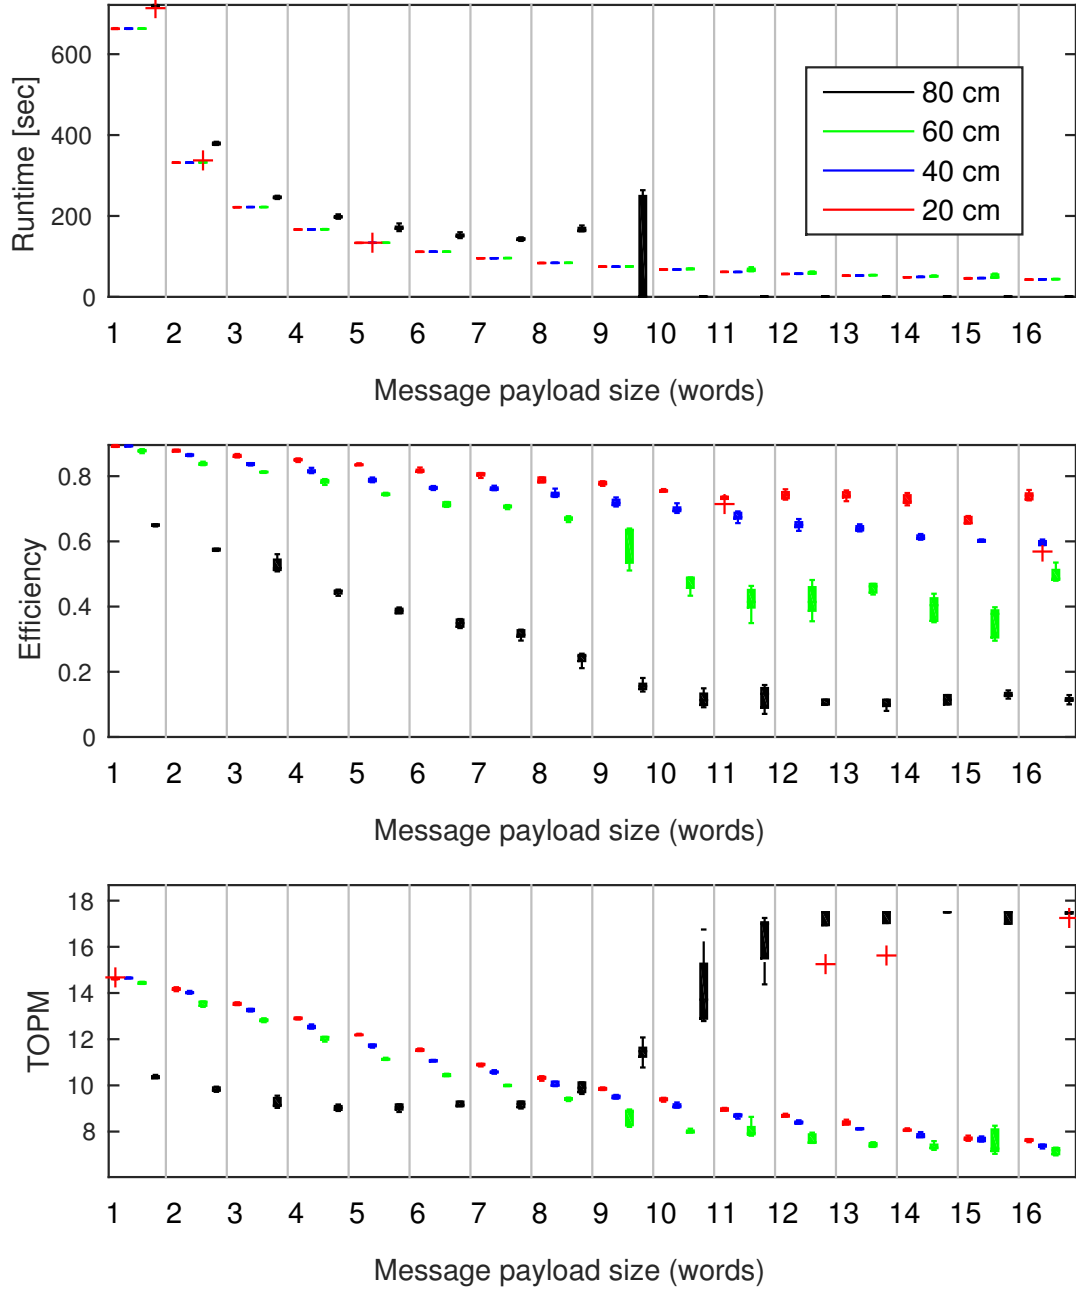 600
400
200
0
Runtime [sec]
80 cm
60 cm
40 cm
20 cm
1 2 3 4 5 6 7 8 9 10 11 12 13 14 15 16
Message payload size (words)
0.8
0.6
0.4
0.2
0
Efficiency
1 2 3 4 5 6 7 8 9 10 11 12 13 14 15 16
Message payload size (words)
18
16
14
12
10
8
TOPM
1 2 3 4 5 6 7 8 9 10 11 12 13 14 15 16
Message payload size (words)